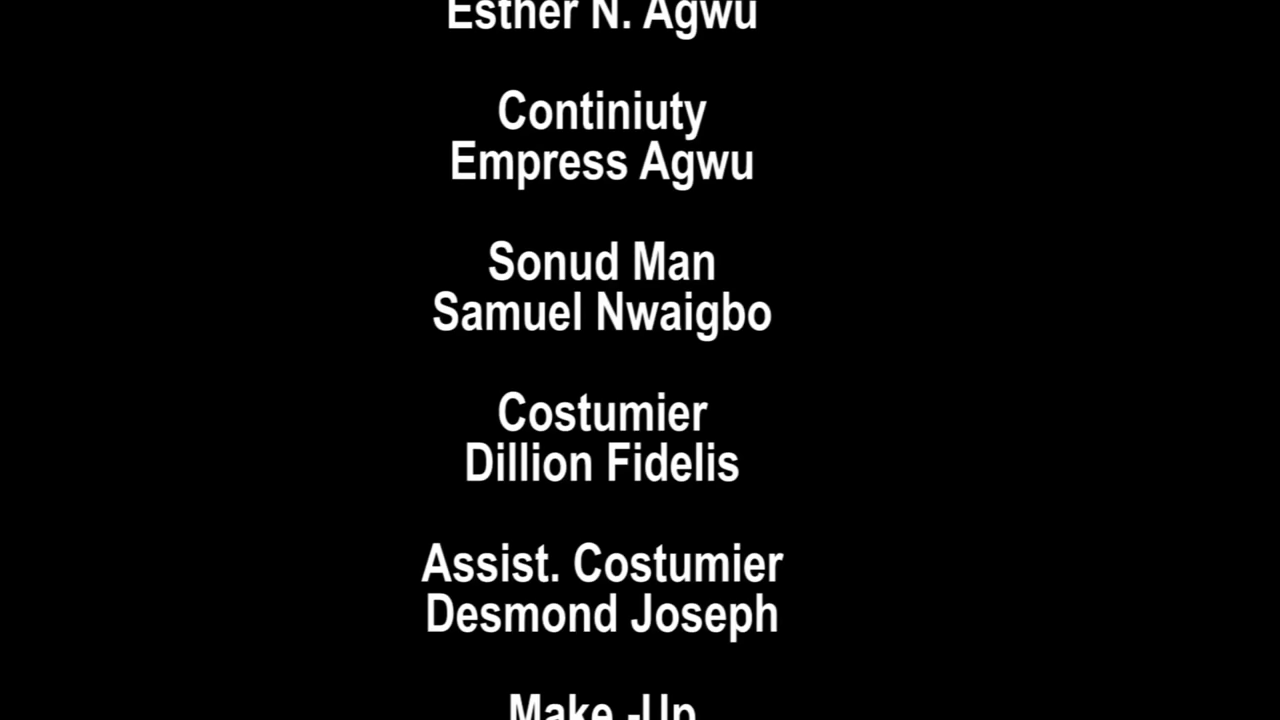 Esther N. Agwu
Continiuty
Empress Agwu
Sonud Man
Samuel Nwaigbo
Costumier
Dillion Fidelis
Assist. Costumier
Desmond Joseph
Make -Up